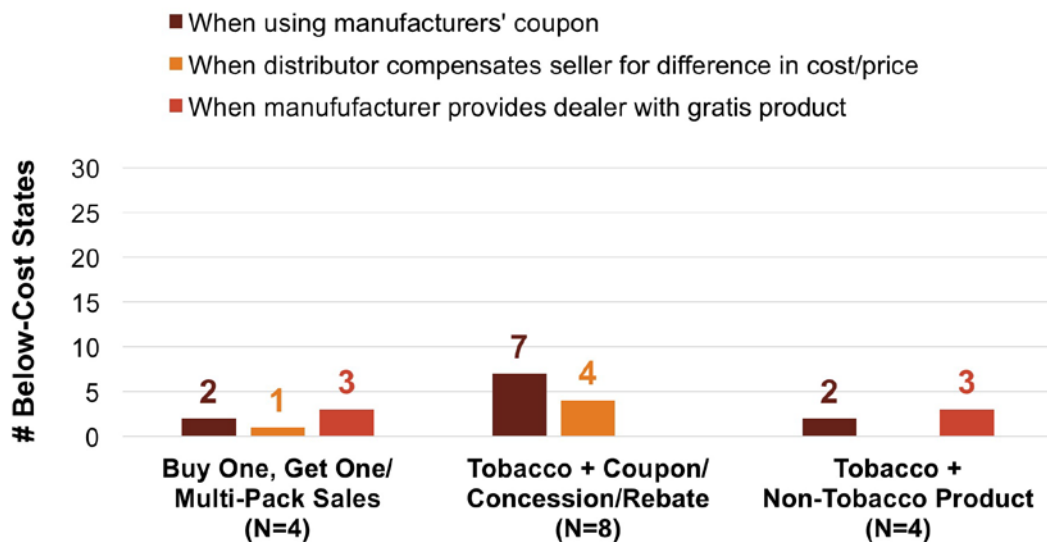 When using manufacturers' coupon
When distributor compensates seller for difference in cost/price
When manufufacturer provides dealer with gratis product
# Below-Cost States
30
25
20
15
10
5
0
2
1
3
7
4
2
3
Buy One, Get One/
Multi-Pack Sales
(N=4)
Tobacco + Coupon/
Concession/Rebate
(N=8)
Tobacco +
Non-Tobacco Product
(N=4)